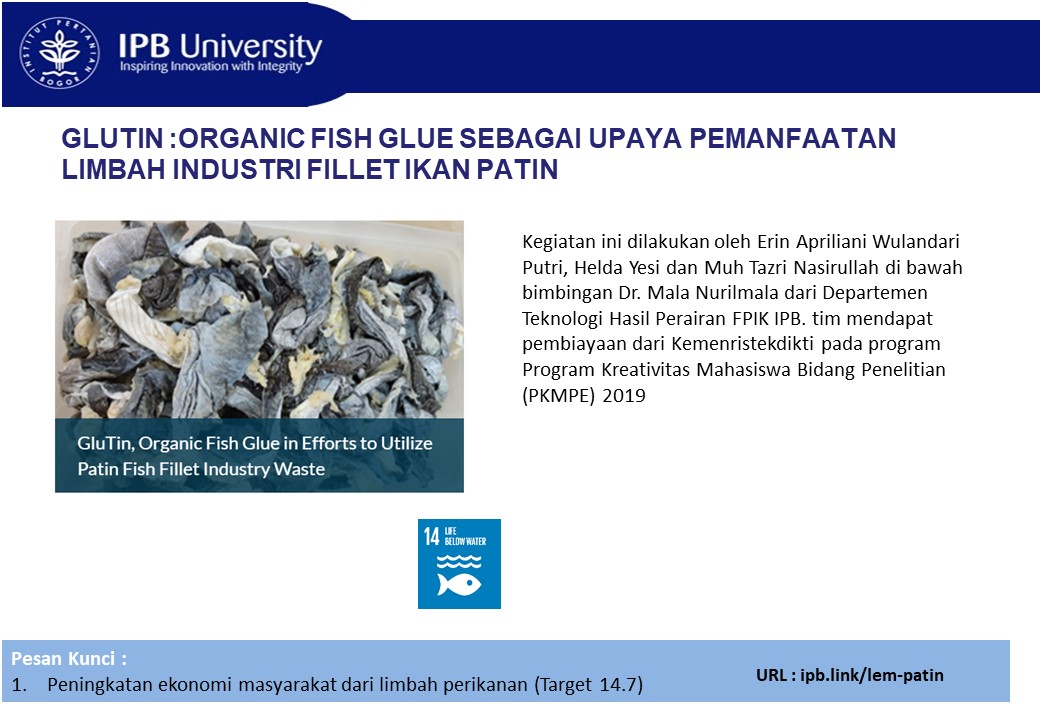 INSTITUT PERTANIAN BOGOR
IPB University
Inspiring Innovation with Integrity
GLUTIN :ORGANIC FISH GLUE SEBAGAI UPAYA PEMANFAATAN
LIMBAH INDUSTRI FILLET IKAN PATIN
GluTin, Organic Fish Glue in Efforts to Utilize
Patin Fish Fillet Industry Waste
Kegiatan ini dilakukan oleh Erin Apriliani Wulandari
Putri, Helda Yesi dan Muh Tazri Nasirullah di bawah
bimbingan Dr. Mala Nurilmala dari Departemen
Teknologi Hasil Perairan FPIK IPB. tim mendapat
pembiayaan dari Kemenristekdikti pada program
Program Kreativitas Mahasiswa Bidang Penelitian
(PKMPE) 2019
14 LIFE
BELOW WATER
Pesan Kunci :
1. Peningkatan ekonomi masyarakat dari limbah perikanan (Target 14.7)
URL : ipb.link/lem-patin